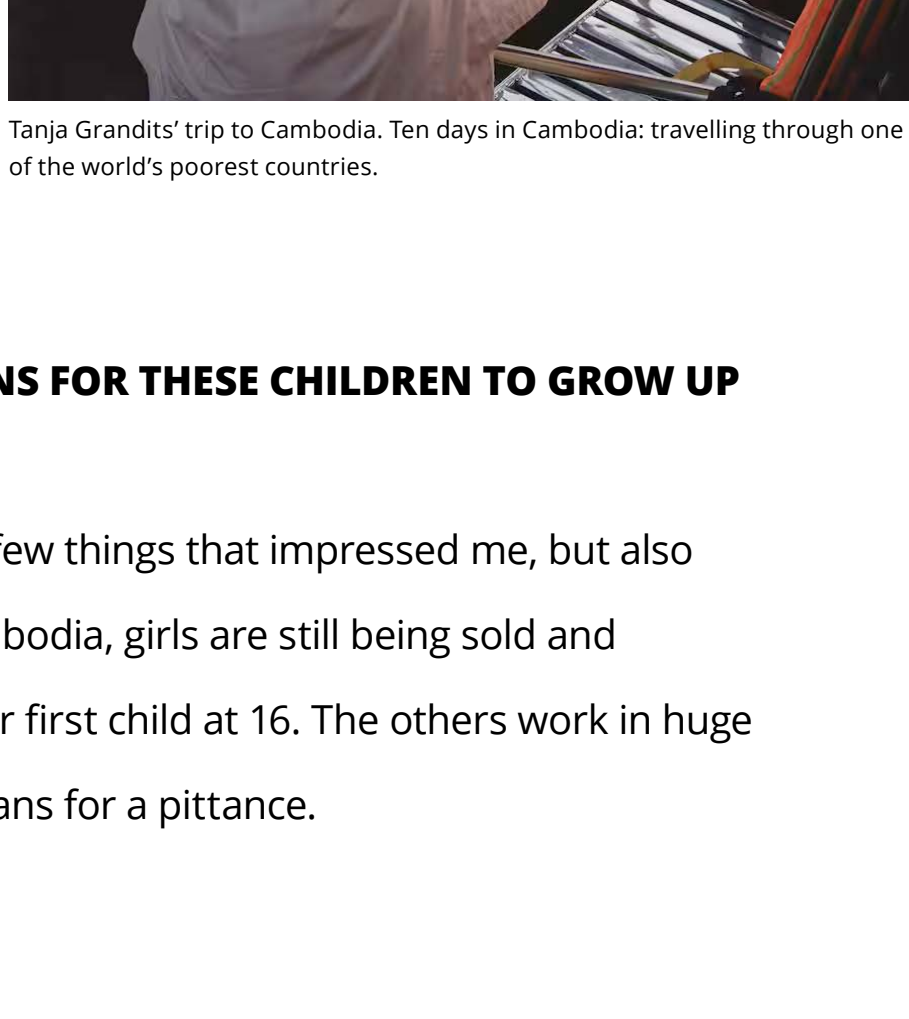 Tanja Grandits’ trip to Cambodia. Ten days in Cambodia: travelling through one
of the world’s poorest countries.
NS FOR THESE CHILDREN TO GROW UP
few things that impressed me, but also
bodia, girls are still being sold and
r first child at 16. The others work in huge
ans for a pittance.